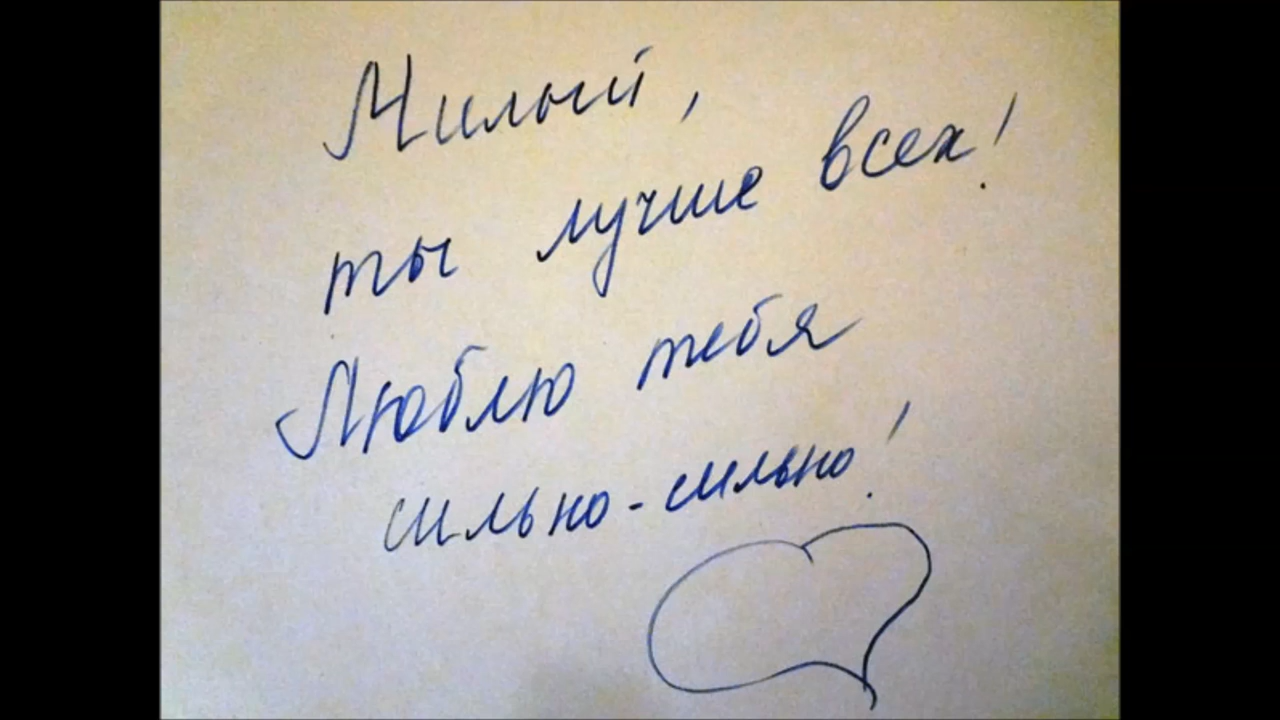 Милый,
ты лучше всех!
Люблю тебя
сильно-сильно!